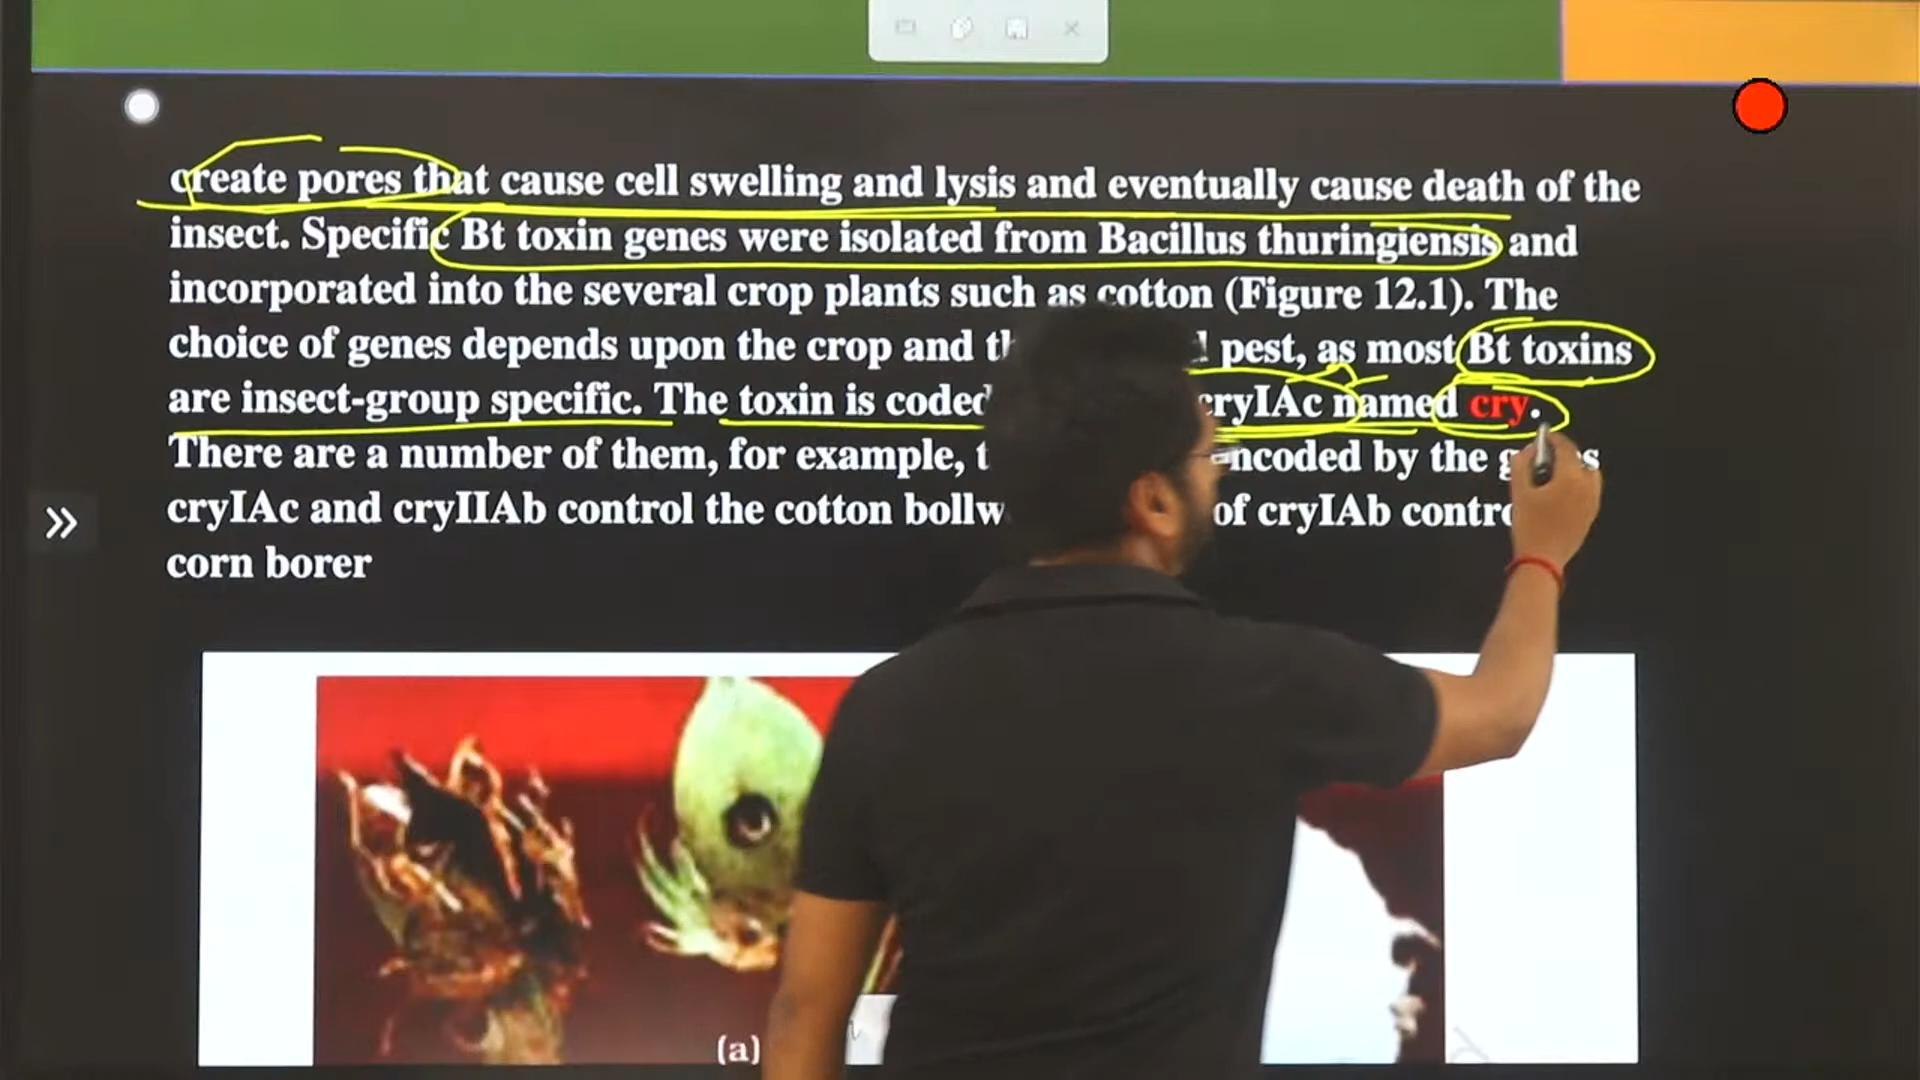 create pores that cause cell swelling and lysis and eventually cause death of the
insect. Specific Bt toxin genes were isolated from Bacillus thuringiensis and
incorporated into the several crop plants such as cotton (Figure 12.1). The
choice of genes depends upon the crop and pest, as most Bt toxins
are insect-group specific. The toxin is coded cryIAc named cry.
There are a number of them, for example, encoded by the
cryIAc and cryIIAb control the cotton of cryIAb
corn borer
(a)